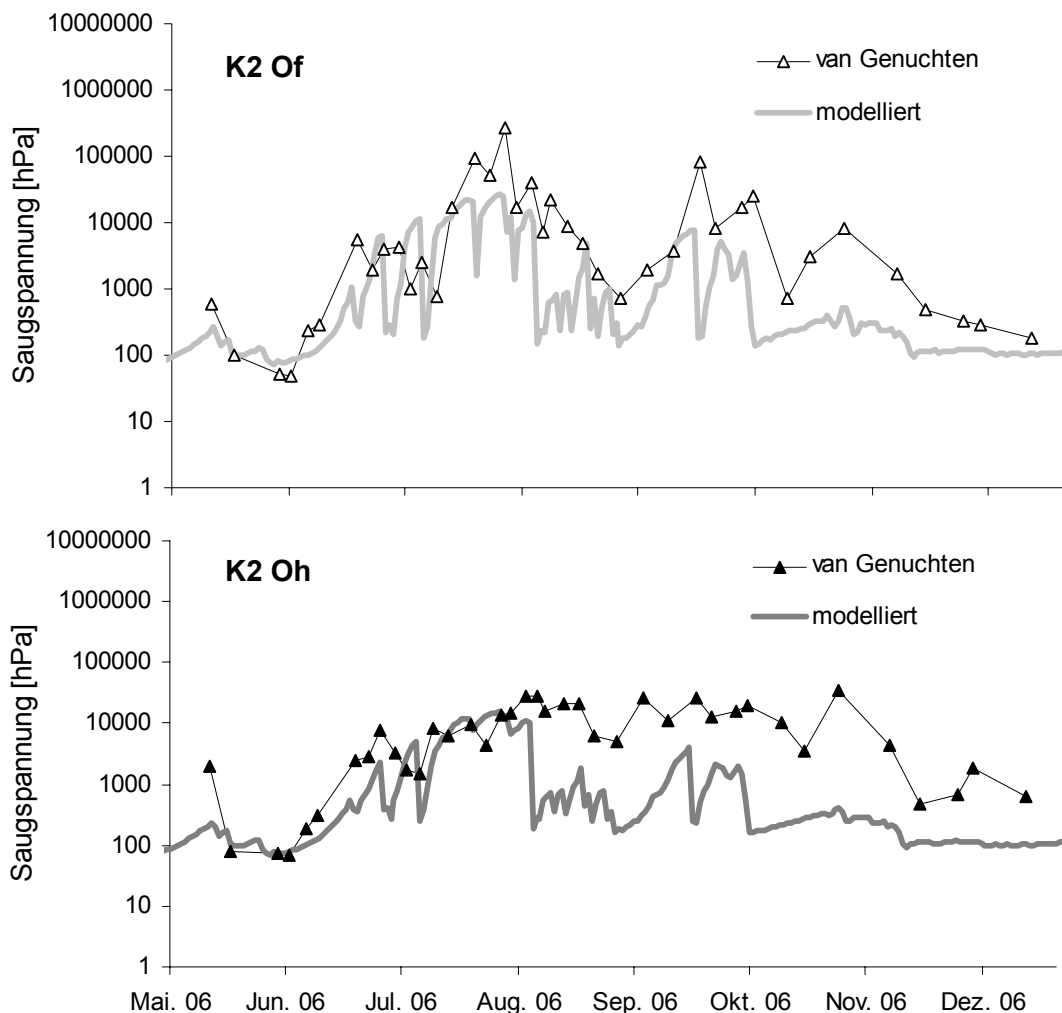 10000000
K2 Of
van Genuchten
1000000
modelliert
100000
10000
1000
100
10
1
Saugspannung [hPa]
10000000
K2 Oh
van Genuchten
1000000
modelliert
100000
10000
1000
100
10
1
Saugspannung [hPa]
Mai. 06 Jun. 06 Jul. 06 Aug. 06 Sep. 06 Okt. 06 Nov. 06 Dez. 06